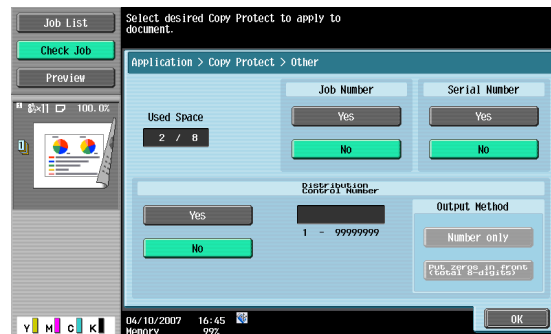 Job List
Check Job
Preview
8½×11 100.0%
Y M C K
Select desired Copy Protect to apply to
document.
Application > Copy Protect > Other
Used Space
2 / 8
Job Number
Yes
No
Serial Number
Yes
No
Distribution
Control Number
Yes
No
1 - 99999999
Output Method
Number only
Put zeros in front
(total 8-digits)
04/10/2007 16:45
Memory 99%
OK